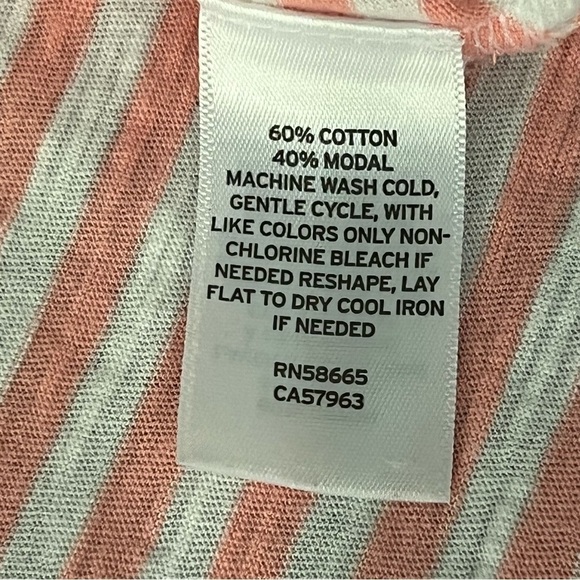 60% COTTON
40% MODAL
MACHINE WASH COLD,
GENTLE CYCLE, WITH
LIKE COLORS ONLY NON-
CHLORINE BLEACH IF
NEEDED RESHAPE, LAY
FLAT TO DRY COOL IRON
IF NEEDED
RN58665
CA57963